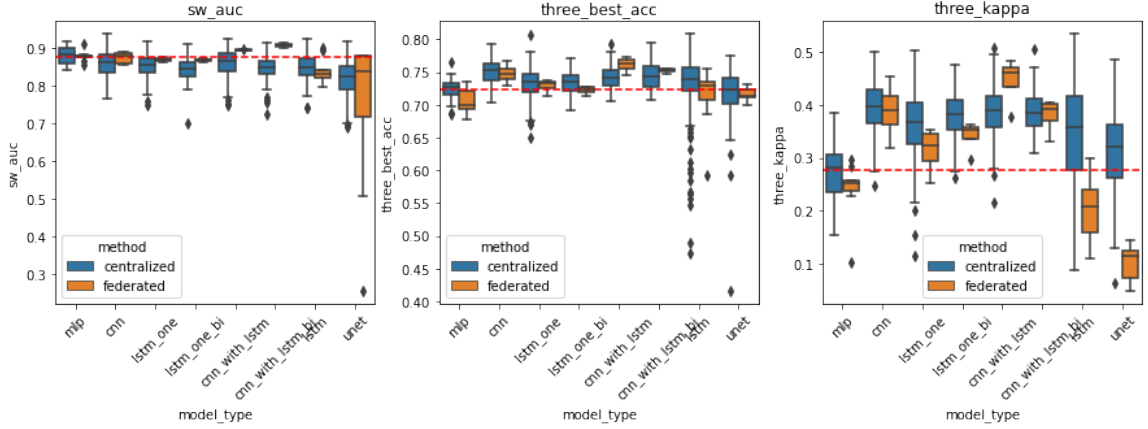 sw_auc
sw_auc
0.9
0.8
0.7
0.6
0.5
0.4
0.3
method
centralized
federated
mlp
cnn
lstm_one
lstm_one_bi
cnn_with_lstm
cnn_with_lstm_bi
lstm
unet
model_type
three_best_acc
three_best_acc
0.80
0.75
0.70
0.65
0.60
0.55
0.50
0.45
0.40
method
centralized
federated
mlp
cnn
lstm_one
lstm_one_bi
cnn_with_lstm
cnn_with_lstm_bi
lstm
unet
model_type
three_kappa
three_kappa
0.5
0.4
0.3
0.2
0.1
method
centralized
federated
mlp
cnn
lstm_one
lstm_one_bi
cnn_with_lstm
cnn_with_lstm_bi
lstm
unet
model_type